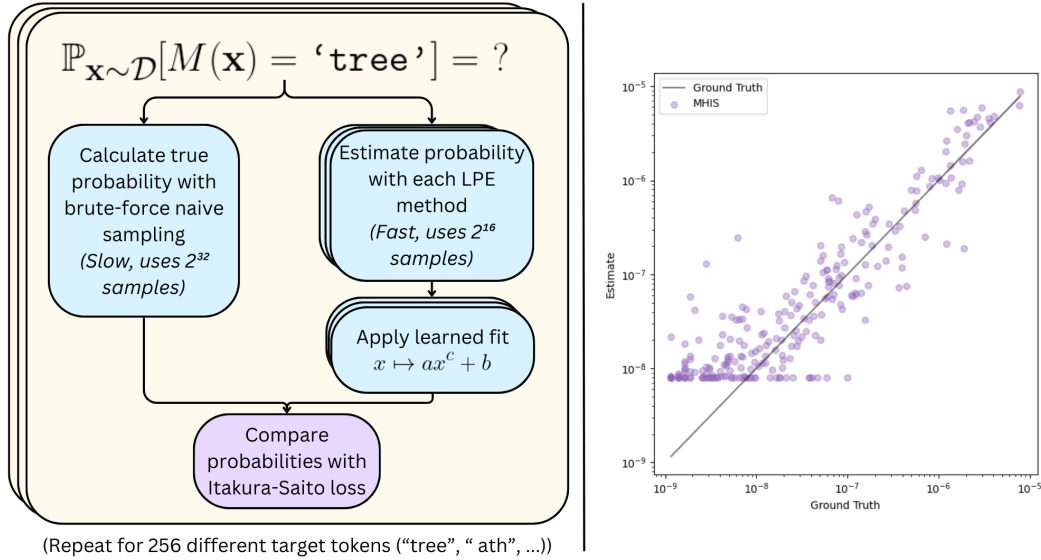 ℙ_{𝐱∼𝒟}[M(𝐱) = ‘tree’] = ?
Calculate true
probability with
brute-force naive
sampling
(Slow, uses 2³²
samples)
Estimate probability
with each LPE
method
(Fast, uses 2¹⁶
samples)
Apply learned fit
x ↦ ax^c + b
Compare
probabilities with
Itakura-Saito loss
(Repeat for 256 different target tokens (“tree”, “ ath”, ...))
Ground Truth
MHIS
Estimate
10⁻⁵
10⁻⁶
10⁻⁷
10⁻⁸
10⁻⁹
10⁻⁹
10⁻⁸
10⁻⁷
10⁻⁶
10⁻⁵
Ground Truth